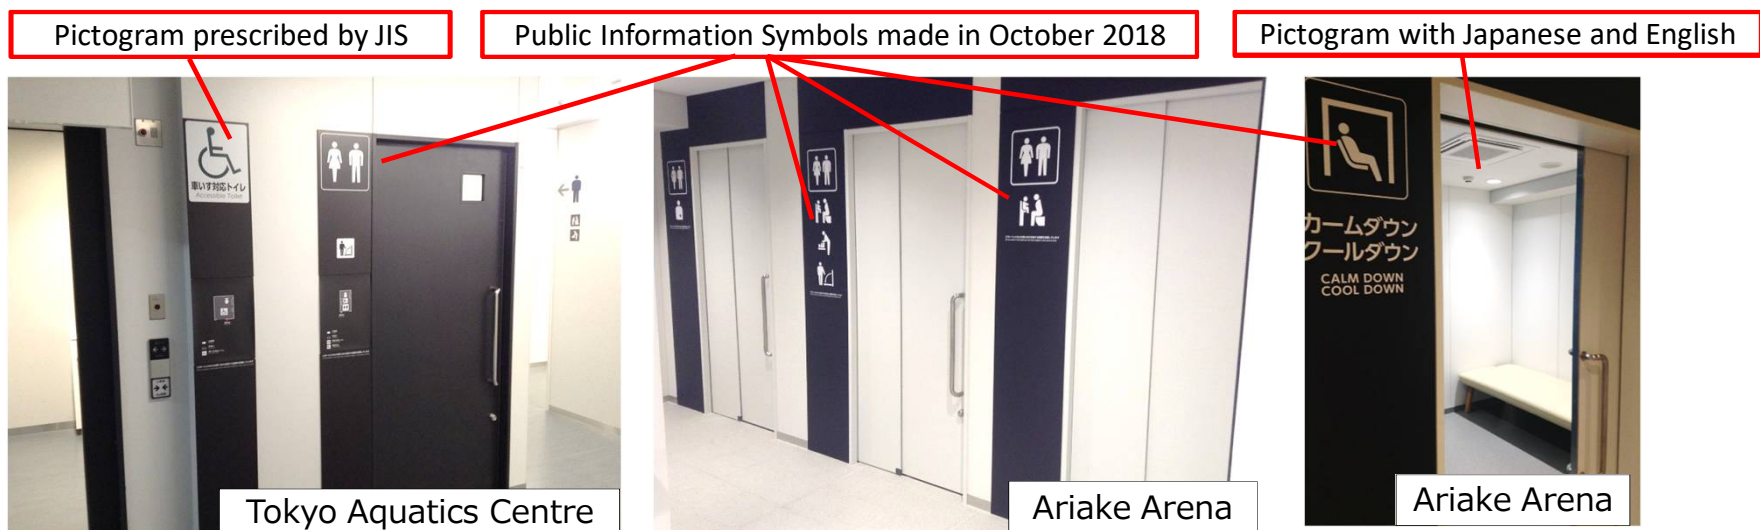 Pictogram prescribed by JIS
Public Information Symbols made in October 2018
Pictogram with Japanese and English
車いす対応トイレ
Accessible Toilet
カームダウン
クールダウン
CALM DOWN
COOL DOWN
Tokyo Aquatics Centre
Ariake Arena
Ariake Arena